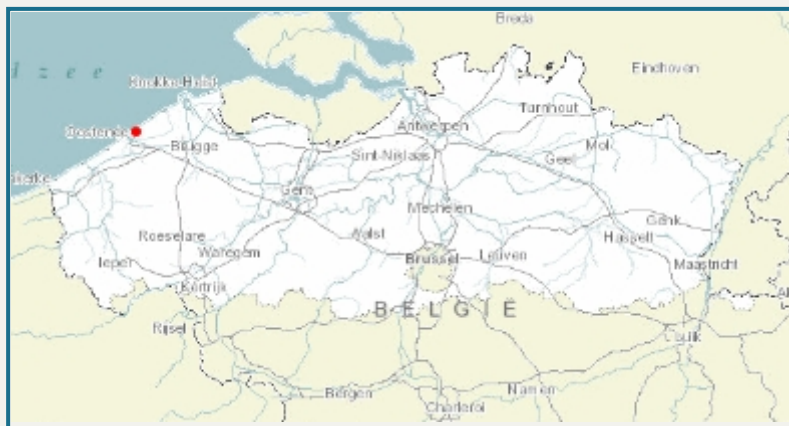 Breda
dzee
Eindhoven
Knokke-Heist
Turnhout
Oostende
Antwerpen
Brugge
Mol
Sint-Niklaas
Geel
Gent
Mechelen
Genk
Roeselare
Aalst
Hasselt
Waregem
Brussel
Leuven
Ieper
Maastricht
Kortrijk
BELGIË
Rijsel
Luik
Bergen
Namen
Charleroi